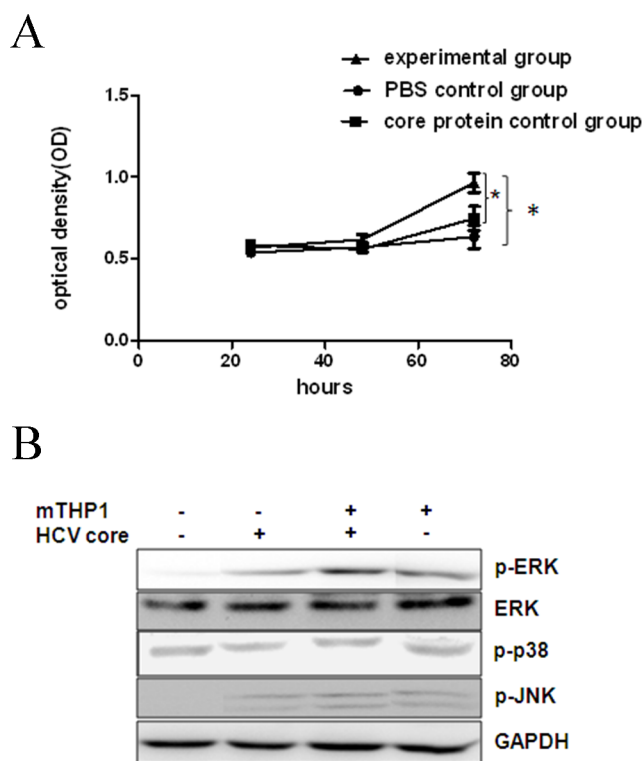 A
experimental group
PBS control group
core protein control group
optical density(OD)
1.5
1.0
0.5
0.0
* *
0 20 40 60 80
hours
B
mTHP1 - - + +
HCV core - + + -
p-ERK
ERK
p-p38
p-JNK
GAPDH